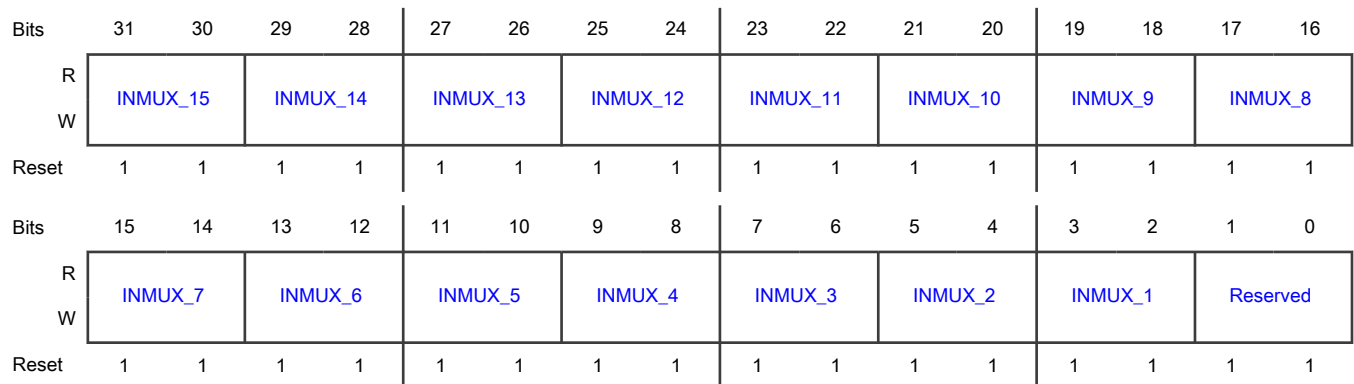 Bits 31 30 29 28 27 26 25 24 23 22 21 20 19 18 17 16
R
INMUX_15 INMUX_14 INMUX_13 INMUX_12 INMUX_11 INMUX_10 INMUX_9 INMUX_8
W
Reset 1 1 1 1 1 1 1 1 1 1 1 1 1 1 1 1
Bits 15 14 13 12 11 10 9 8 7 6 5 4 3 2 1 0
R
INMUX_7 INMUX_6 INMUX_5 INMUX_4 INMUX_3 INMUX_2 INMUX_1 Reserved
W
Reset 1 1 1 1 1 1 1 1 1 1 1 1 1 1 1 1